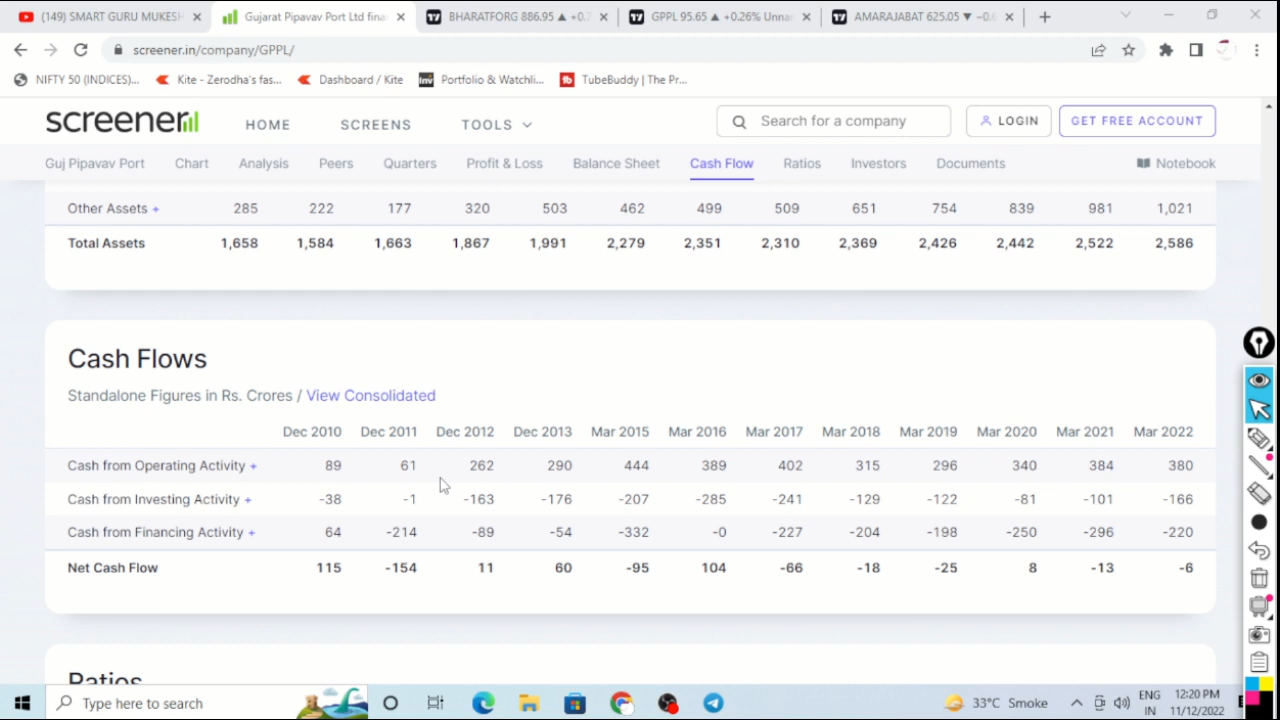 (149) SMART GURU MUKESH
Gujarat Pipavav Port Ltd fina
BHARATFORG 886.95 ▲ +0.7
GPPL 95.65 ▲ +0.26% Unna
AMARAJABAT 625.05 ▼ −0.
screener.in/company/GPPL/
NIFTY 50 (INDICES)... Kite - Zerodha's fas... Dashboard / Kite Portfolio & Watchli... TubeBuddy | The Pr...
screener HOME SCREENS TOOLS Search for a company LOGIN GET FREE ACCOUNT
Guj Pipavav Port Chart Analysis Peers Quarters Profit & Loss Balance Sheet Cash Flow Ratios Investors Documents Notebook
Other Assets + 285 222 177 320 503 462 499 509 651 754 839 981 1,021
Total Assets 1,658 1,584 1,663 1,867 1,991 2,279 2,351 2,310 2,369 2,426 2,442 2,522 2,586
Cash Flows
Standalone Figures in Rs. Crores / View Consolidated
Dec 2010 Dec 2011 Dec 2012 Dec 2013 Mar 2015 Mar 2016 Mar 2017 Mar 2018 Mar 2019 Mar 2020 Mar 2021 Mar 2022
Cash from Operating Activity + 89 61 262 290 444 389 402 315 296 340 384 380
Cash from Investing Activity + -38 -1 -163 -176 -207 -285 -241 -129 -122 -81 -101 -166
Cash from Financing Activity + 64 -214 -89 -54 -332 -0 -227 -204 -198 -250 -296 -220
Net Cash Flow 115 -154 11 60 -95 104 -66 -18 -25 8 -13 -6
Ratios
Type here to search
33°C Smoke
ENG
IN
12:20 PM
11/12/2022